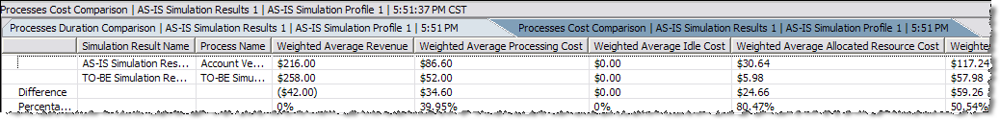 Processes Cost Comparison | AS-IS Simulation Results 1 | AS-IS Simulation Profile 1 | 5:51:37 PM CST
Processes Duration Comparison | AS-IS Simulation Results 1 | AS-IS Simulation Profile 1 | 5:51 PM Processes Cost Comparison | AS-IS Simulation Results 1 | AS-IS Simulation Profile 1 | 5:51 PM
Simulation Result Name Process Name Weighted Average Revenue Weighted Average Processing Cost Weighted Average Idle Cost Weighted Average Allocated Resource Cost Weighted
AS-IS Simulation Res... Account Ve... $216.00 $86.60 $0.00 $30.64 $117.24
TO-BE Simulation Re... TO-BE Simu... $258.00 $52.00 $0.00 $5.98 $57.98
Difference ($42.00) $34.60 $0.00 $24.66 $59.26
Percenta... 0% 39.95% 0% 80.47% 50.54%